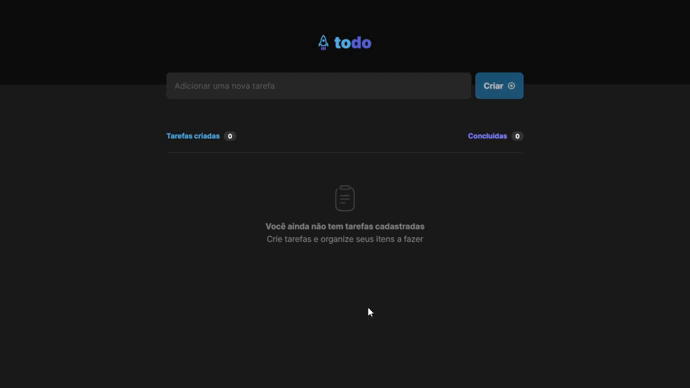 todo
Adicionar uma nova tarefa
Criar
Tarefas criadas 0
Concluídas 0
Você ainda não tem tarefas cadastradas
Crie tarefas e organize seus itens a fazer